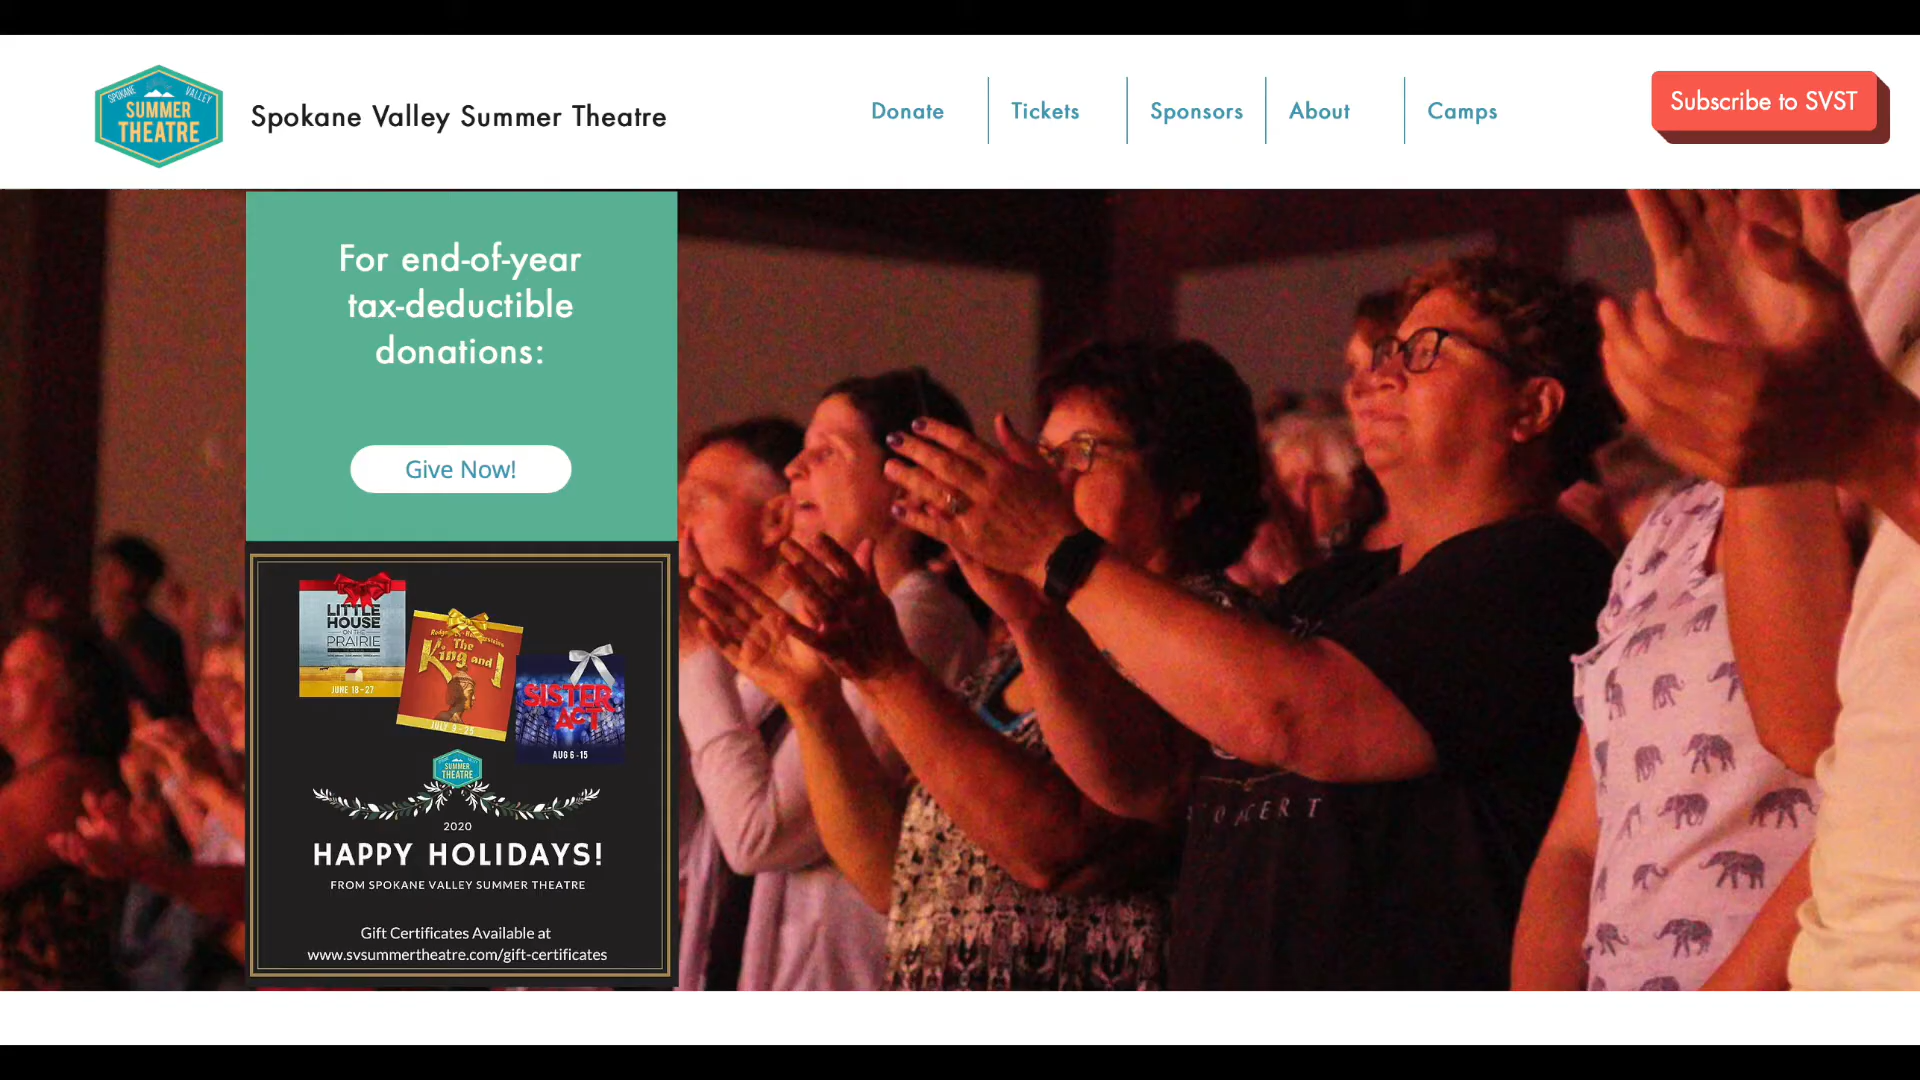 SPOKANE VALLEY
SUMMER
THEATRE
Spokane Valley Summer Theatre
Donate
Tickets
Sponsors
About
Camps
Subscribe to SVST
For end-of-year
tax-deductible
donations:
Give Now!
LITTLE
HOUSE
ON THE
PRAIRIE
JUNE 18-27
The
King and I
JULY 9-25
SISTER
ACT
AUG 6-15
SUMMER
THEATRE
2020
HAPPY HOLIDAYS!
FROM SPOKANE VALLEY SUMMER THEATRE
Gift Certificates Available at
www.svsummertheatre.com/gift-certificates